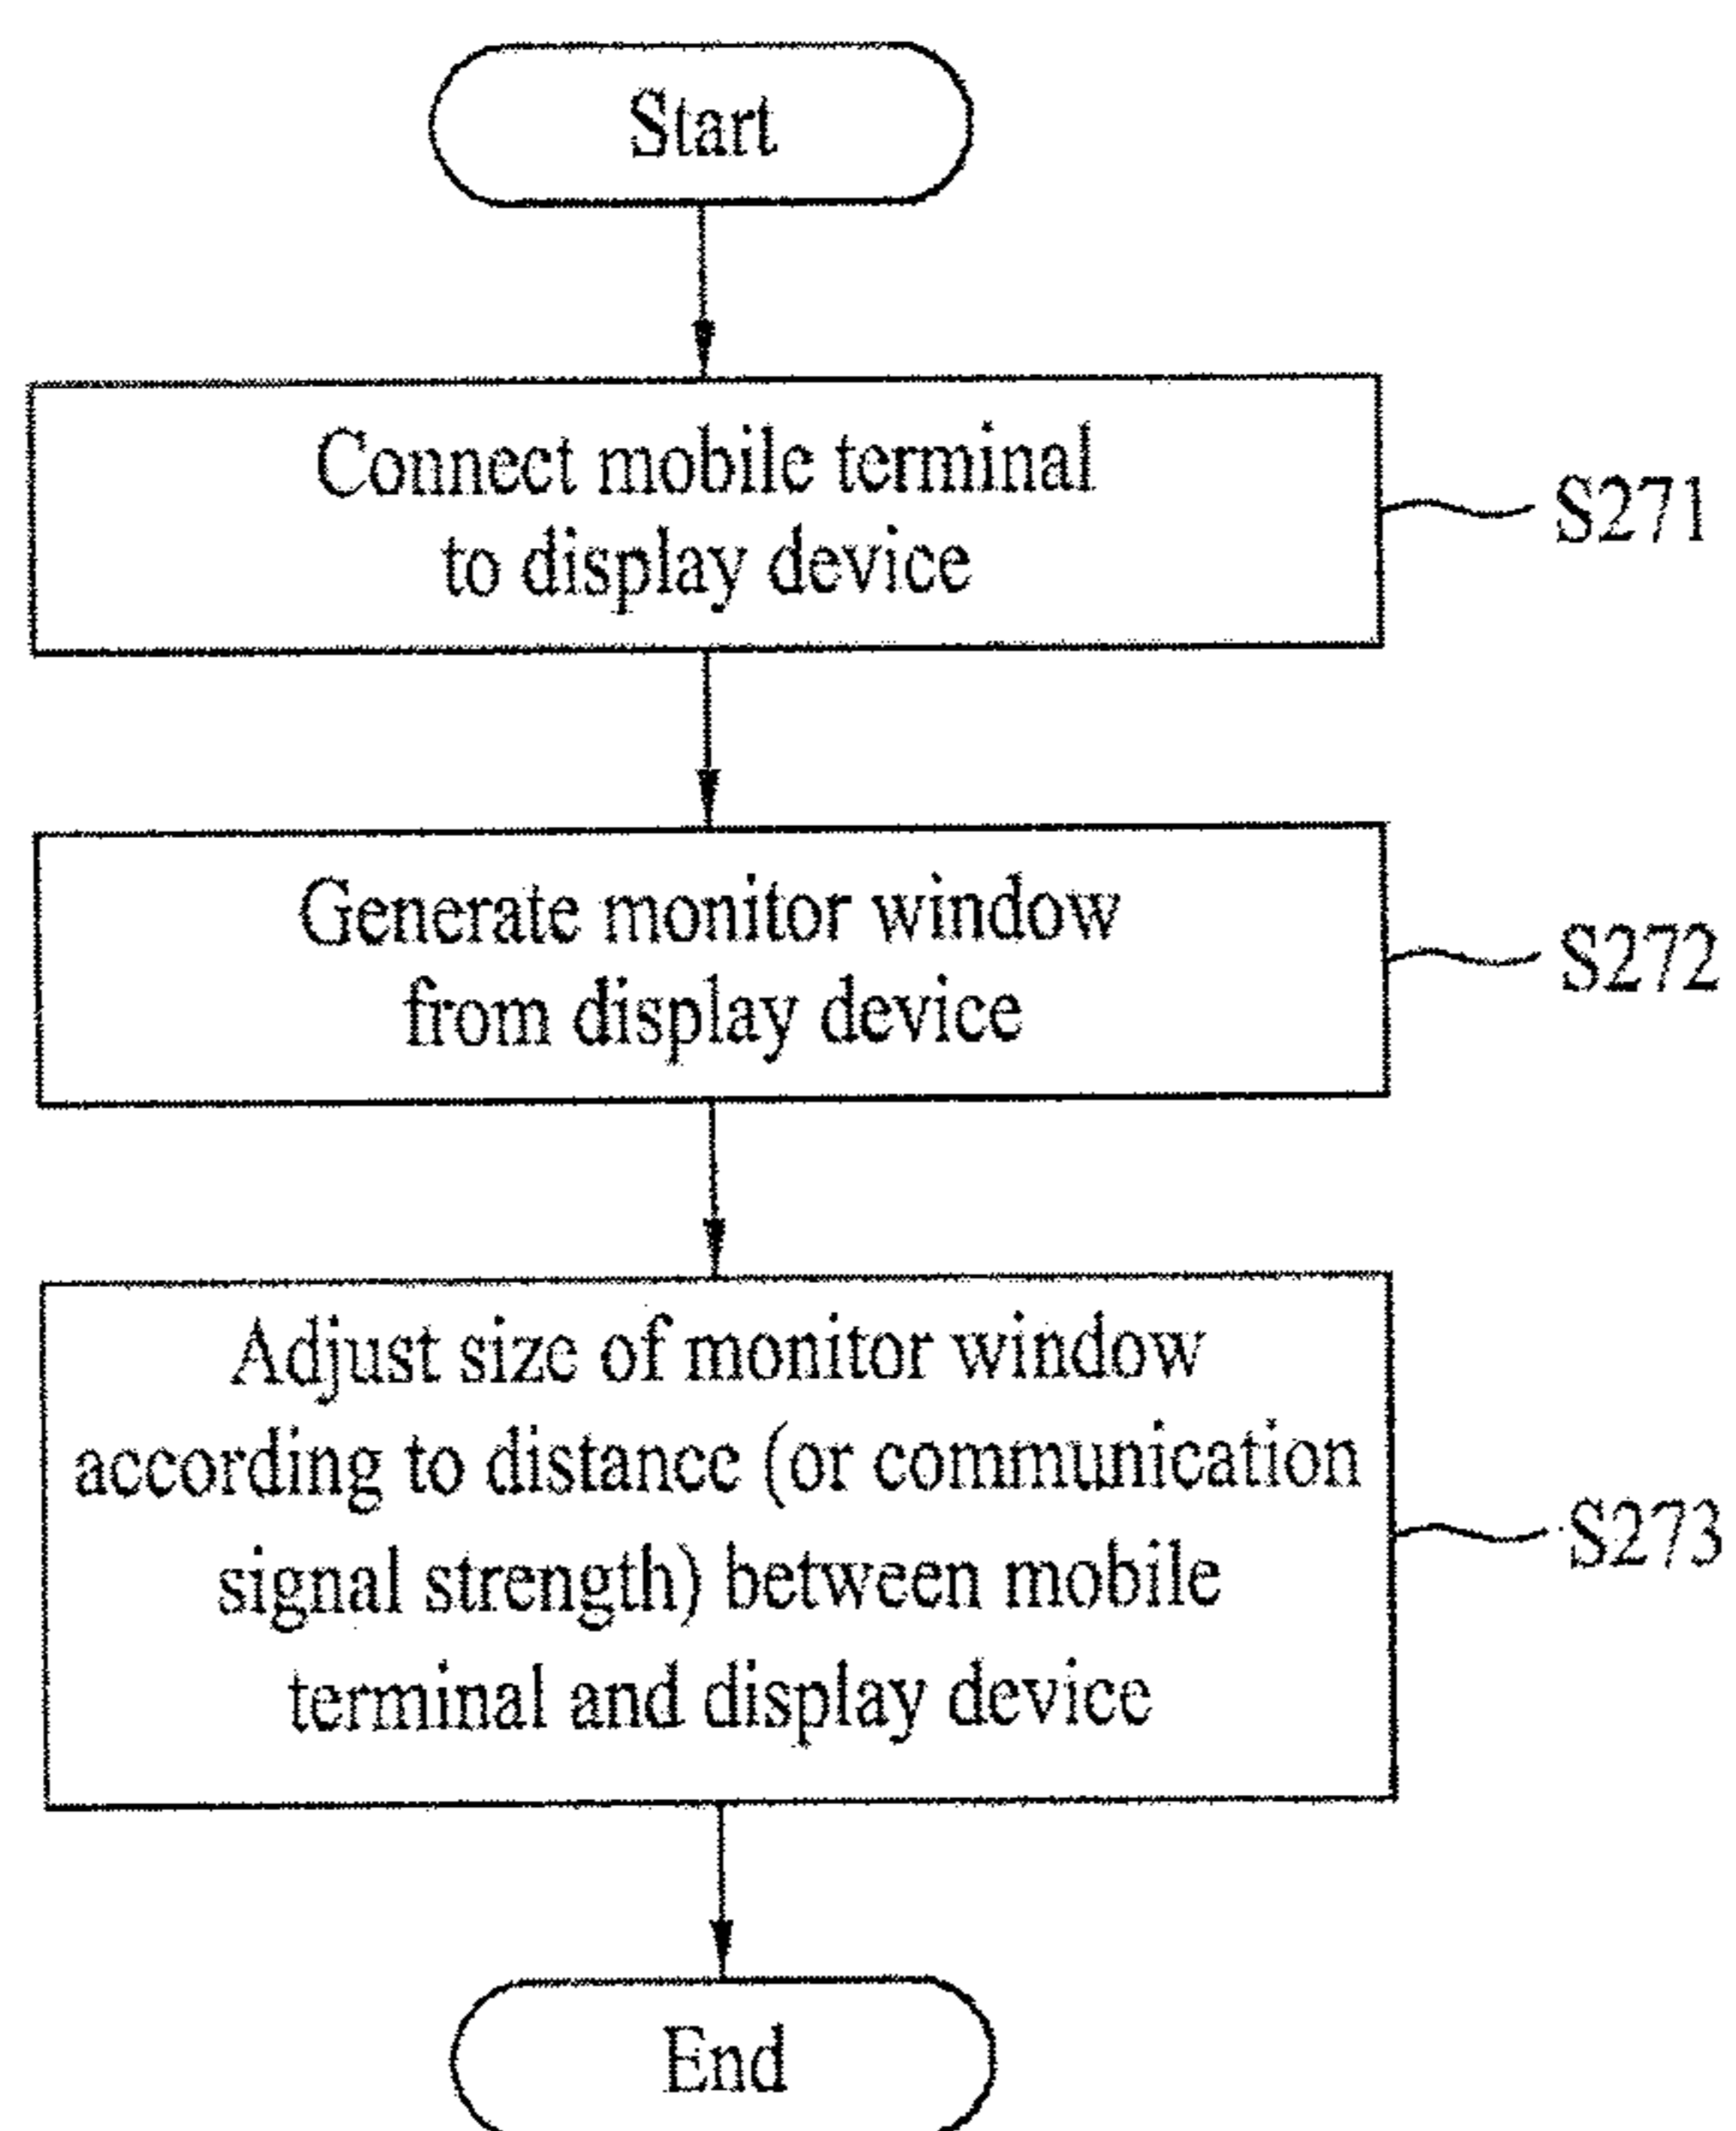 Start
Connect mobile terminal
to display device
S271
Generate monitor window
from display device
S272
Adjust size of monitor window
according to distance (or communication
signal strength) between mobile
terminal and display device
S273
End